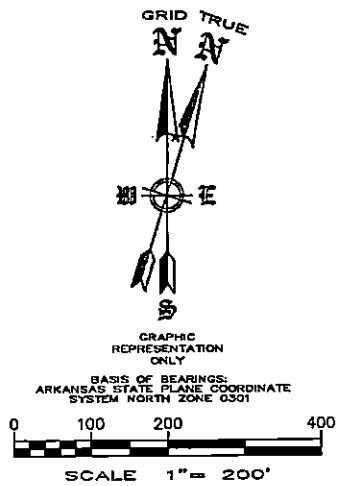 GRID TRUE
N N
W E
S
GRAPHIC
REPRESENTATION
ONLY
BASIS OF BEARINGS:
ARKANSAS STATE PLANE COORDINATE
SYSTEM NORTH ZONE 0301
0 100 200 400
SCALE 1"= 200'